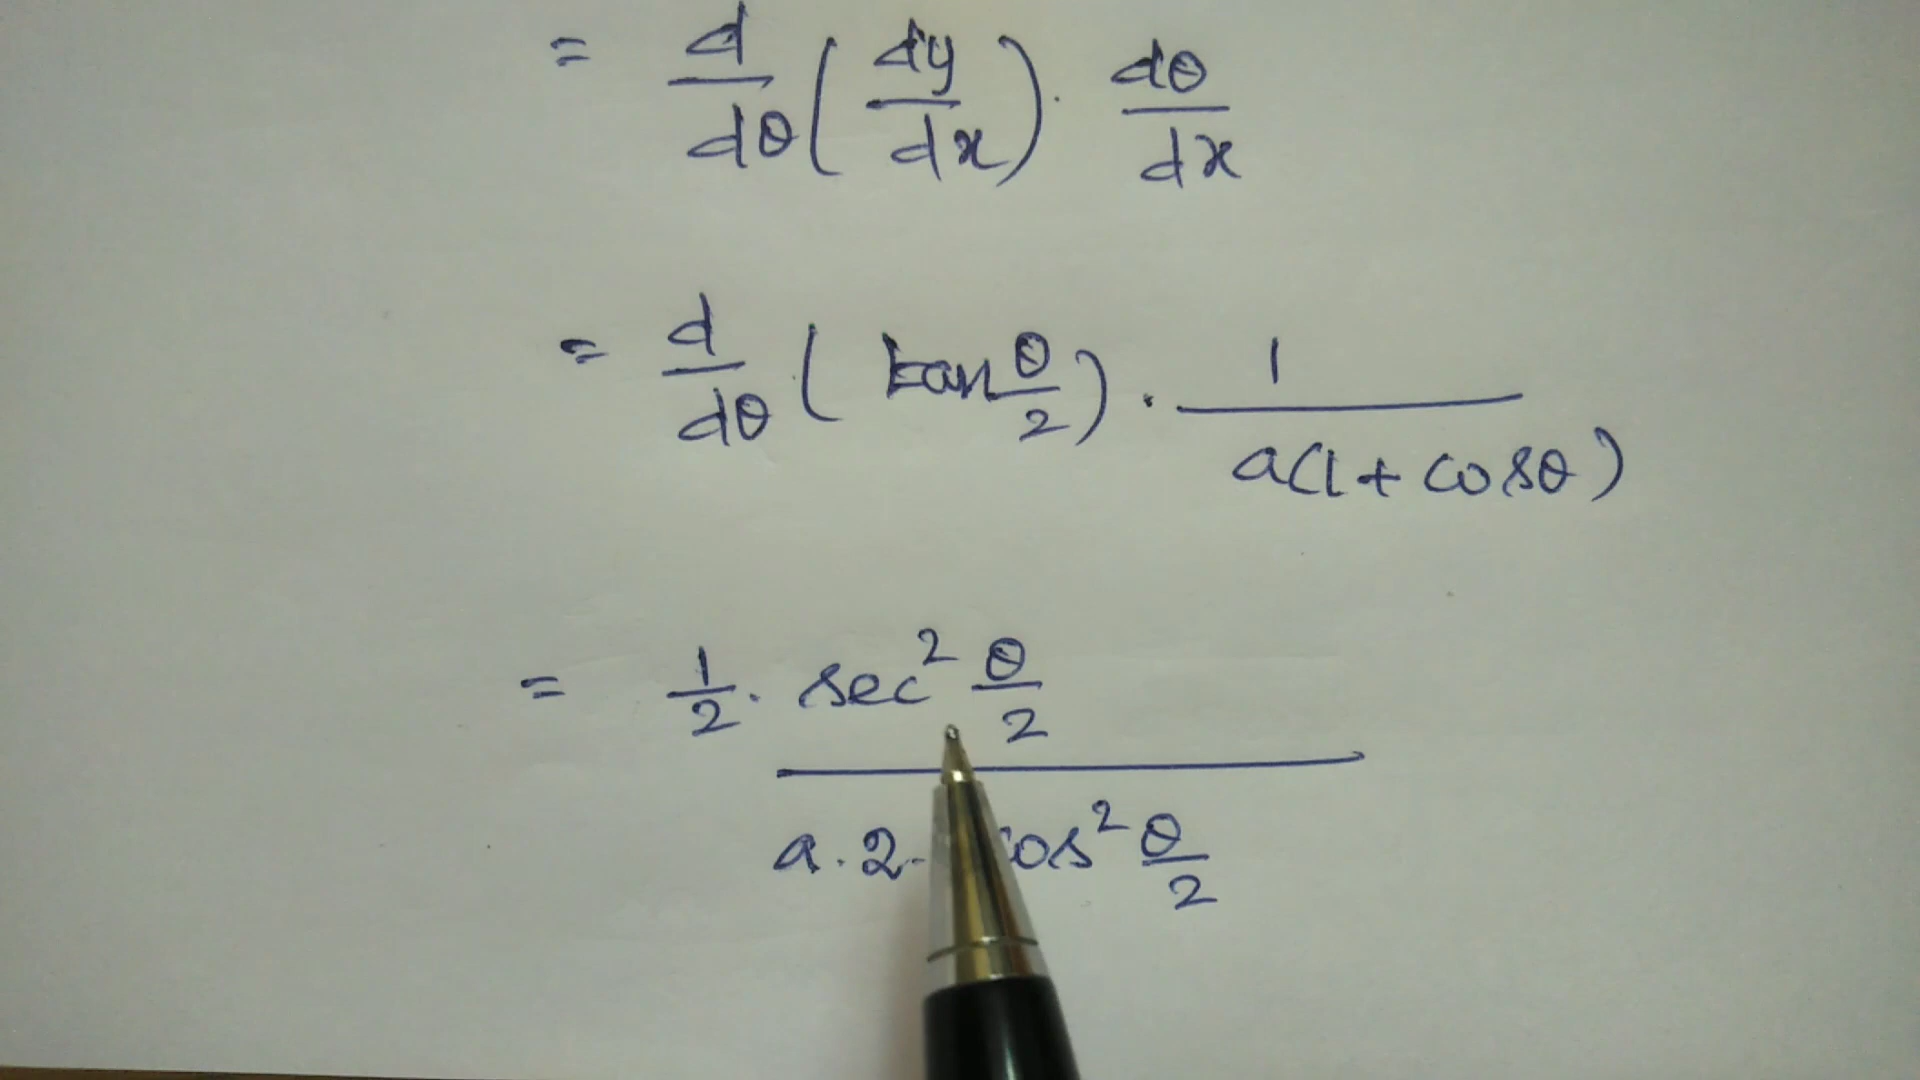 = d/dθ (dy/dx) · dθ/dx
= d/dθ (tan θ/2) · 1/a(1 + cosθ)
= 1/2 · sec² θ/2 / a · 2 · cos² θ/2